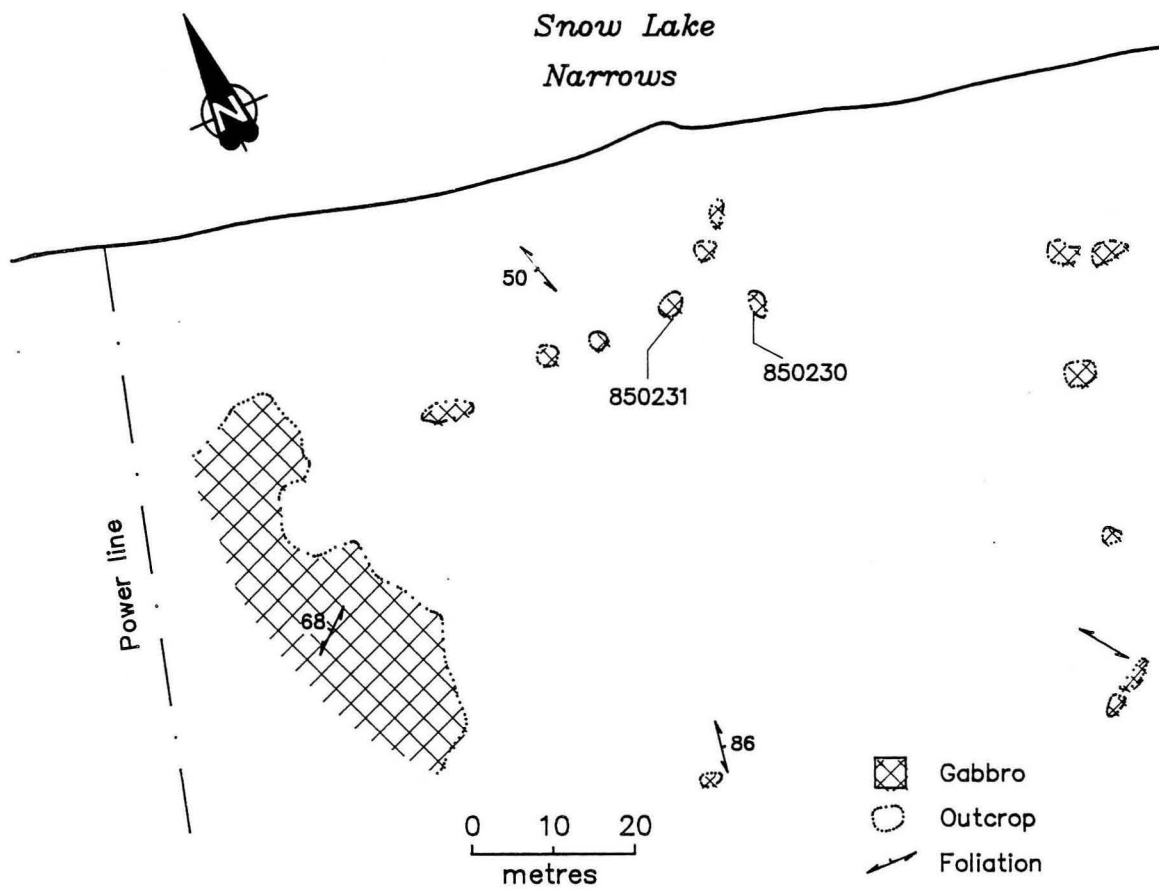 Snow Lake
Narrows
N
50
850231
850230
Power line
68
86
0 10 20
metres
Gabbro
Outcrop
Foliation